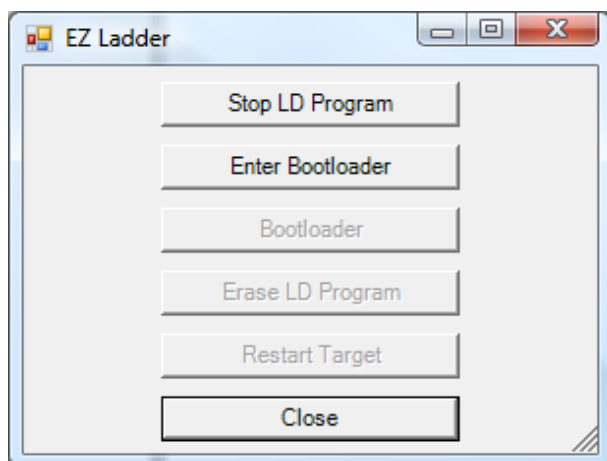 EZ Ladder
Stop LD Program
Enter Bootloader
Bootloader
Erase LD Program
Restart Target
Close